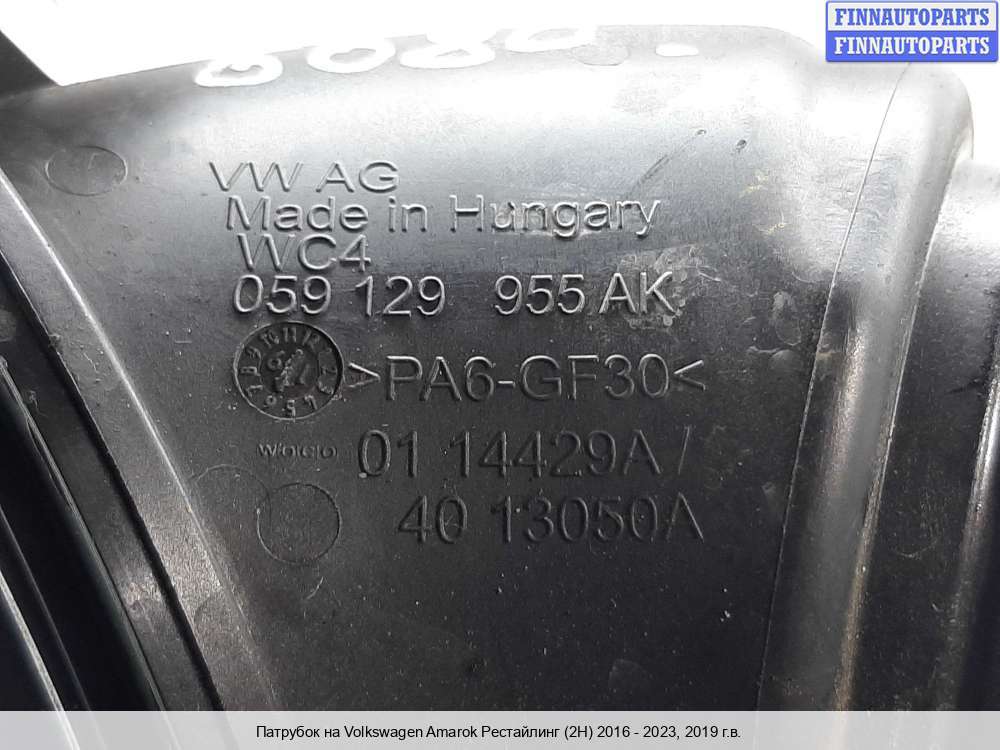 FINNAUTOPARTS
FINNAUTOPARTS
VW AG
Made in Hungary
WC4
059 129 955 AK
>PA6-GF30<
WOCO 01 14429A/
40 13050A
Патрубок на Volkswagen Amarok Рестайлинг (2H) 2016 - 2023, 2019 г.в.